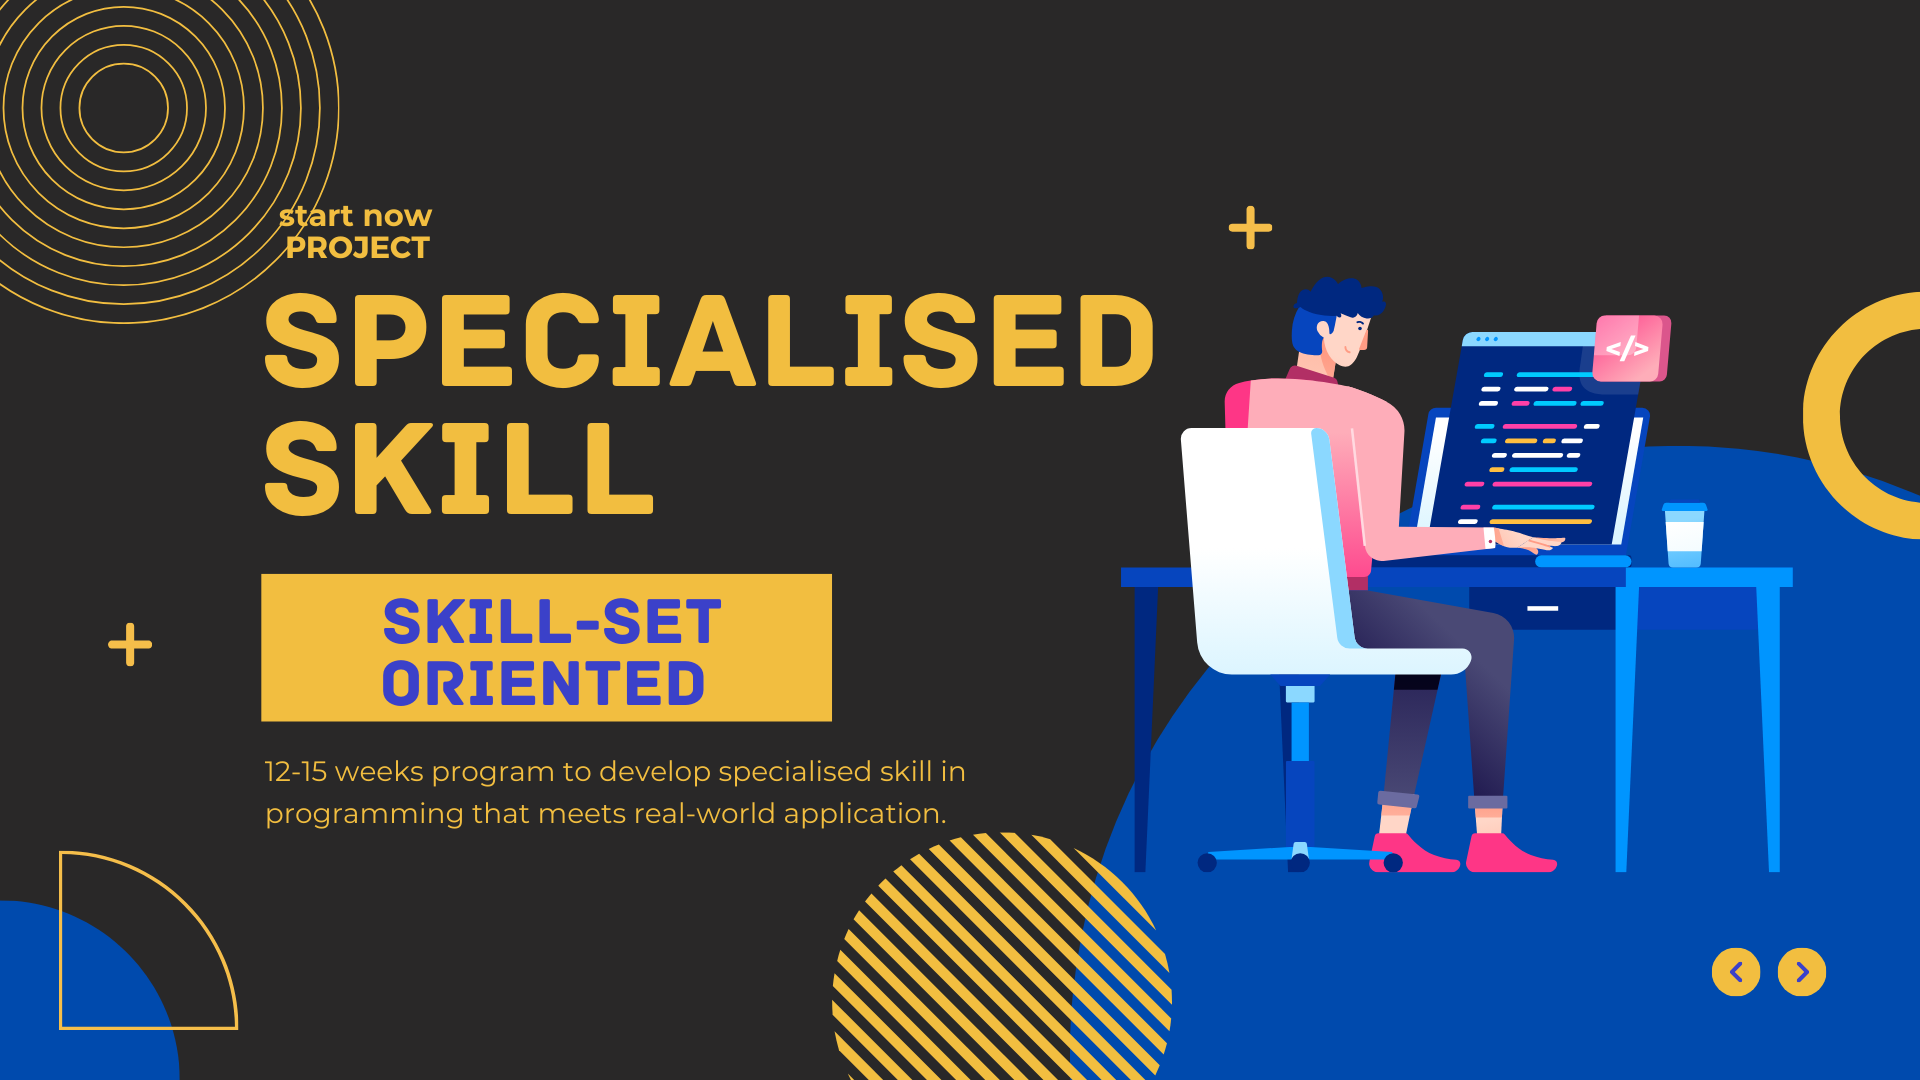 start now
PROJECT
SPECIALISED
SKILL
SKILL-SET
ORIENTED
12-15 weeks program to develop specialised skill in
programming that meets real-world application.
</>